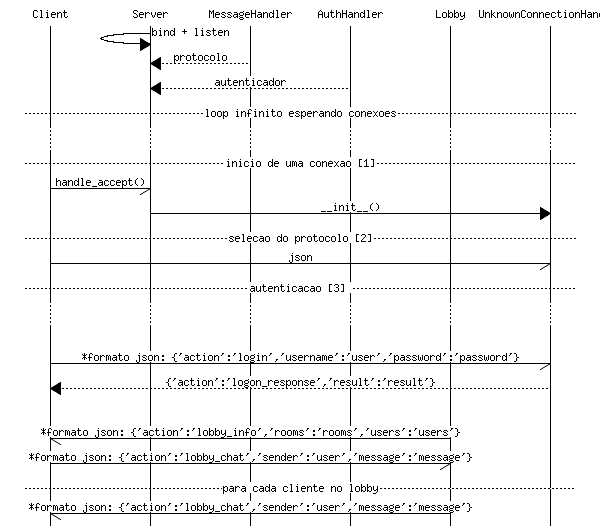 Client Server MessageHandler AuthHandler Lobby UnknownConnectionHan
bind + listen
protocolo
autenticador
loop infinito esperando conexoes
inicio de uma conexao [1]
handle_accept()
__init__()
selecao do protocolo [2]
json
autenticacao [3]
*formato json: {'action':'login','username':'user','password':'password'}
{'action':'logon_response','result':'result'}
*formato json: {'action':'lobby_info','rooms':'rooms','users':'users'}
*formato json: {'action':'lobby_chat','sender':'user','message':'message'}
para cada cliente no lobby
*formato json: {'action':'lobby_chat','sender':'user','message':'message'}